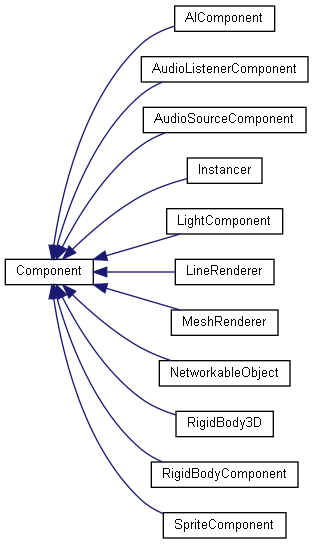 AIComponent
AudioListenerComponent
AudioSourceComponent
Instancer
LightComponent
Component
LineRenderer
MeshRenderer
NetworkableObject
RigidBody3D
RigidBodyComponent
SpriteComponent